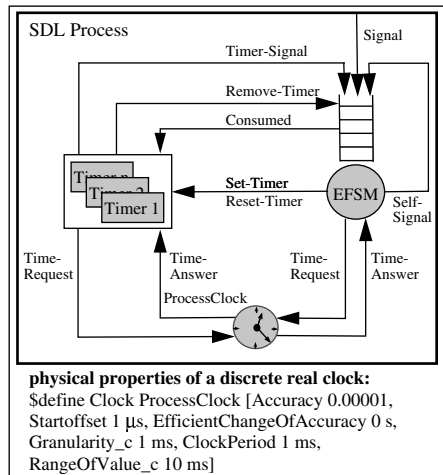 SDL Process
Signal
Timer-Signal
Remove-Timer
Consumed
Timer n
Timer 2
Timer 1
Set-Timer
Reset-Timer
EFSM
Self-
Signal
Time-
Request
Time-
Answer
Time-
Request
Time-
Answer
ProcessClock
physical properties of a discrete real clock:
$define Clock ProcessClock [Accuracy 0.00001,
Startoffset 1 μs, EfficientChangeOfAccuracy 0 s,
Granularity_c 1 ms, ClockPeriod 1 ms,
RangeOfValue_c 10 ms]